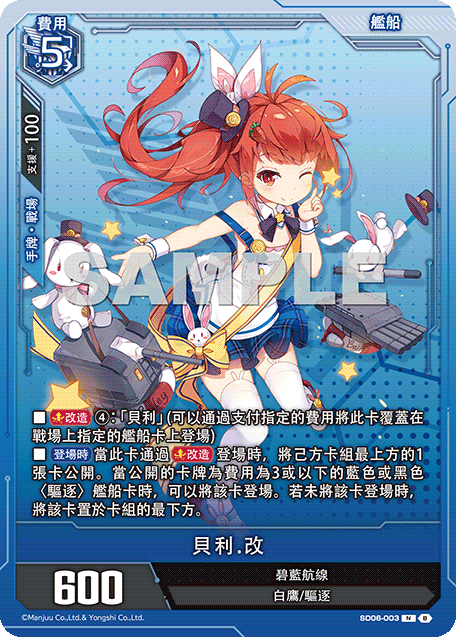 費用
5
艦船
支援+100
手牌・戰場
SAMPLE
Bailey
■ 改造 ④:「貝利」(可以通過支付指定的費用將此卡覆蓋在
戰場上指定的艦船卡上登場)
■ 登場時 當此卡通過 改造 登場時，將己方卡組最上方的1
張卡公開。當公開的卡牌為費用為3或以下的藍色或黑色
〈驅逐〉艦船卡時，可以將該卡登場。若未將該卡登場時，
將該卡置於卡組的最下方。
貝利.改
600
碧藍航線
白鷹/驅逐
©Manjuu Co.,Ltd.& Yongshi Co.,Ltd.
SD06-003 N B